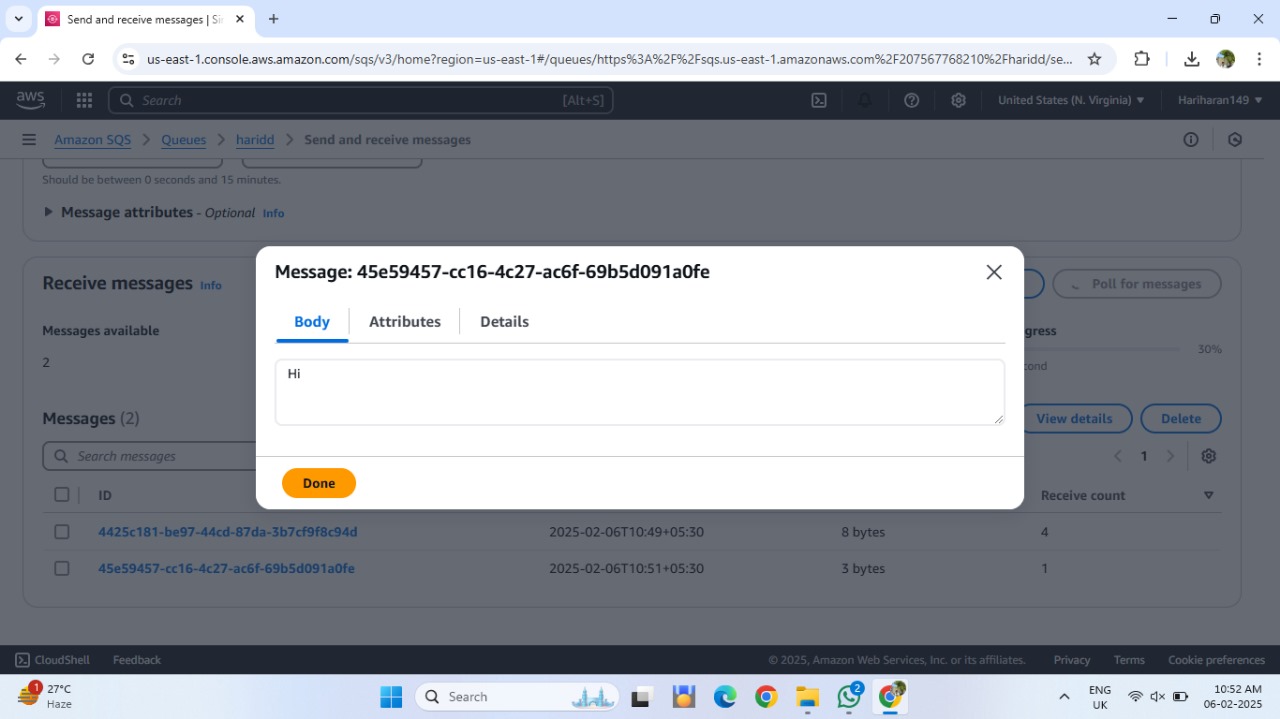 Send and receive messages | Si
us-east-1.console.aws.amazon.com/sqs/v3/home?region=us-east-1#/queues/https%3A%2F%2Fsqs.us-east-1.amazonaws.com%2F207567768210%2Fharidd/se...
aws
Search [Alt+S]
United States (N. Virginia)
Hariharan149
Amazon SQS > Queues > haridd > Send and receive messages
Should be between 0 seconds and 15 minutes.
Message attributes - Optional Info
Message: 45e59457-cc16-4c27-ac6f-69b5d091a0fe
Receive messages Info
Poll for messages
Body Attributes Details
Messages available
gress
2
30%
cond
Hi
Messages (2)
View details
Delete
Search messages
1
Done
ID
Receive count
4425c181-be97-44cd-87da-3b7cf9f8c94d 2025-02-06T10:49+05:30 8 bytes 4
45e59457-cc16-4c27-ac6f-69b5d091a0fe 2025-02-06T10:51+05:30 3 bytes 1
CloudShell Feedback © 2025, Amazon Web Services, Inc. or its affiliates. Privacy Terms Cookie preferences
1
27°C
Haze
Search
2
ENG
UK
10:52 AM
06-02-2025